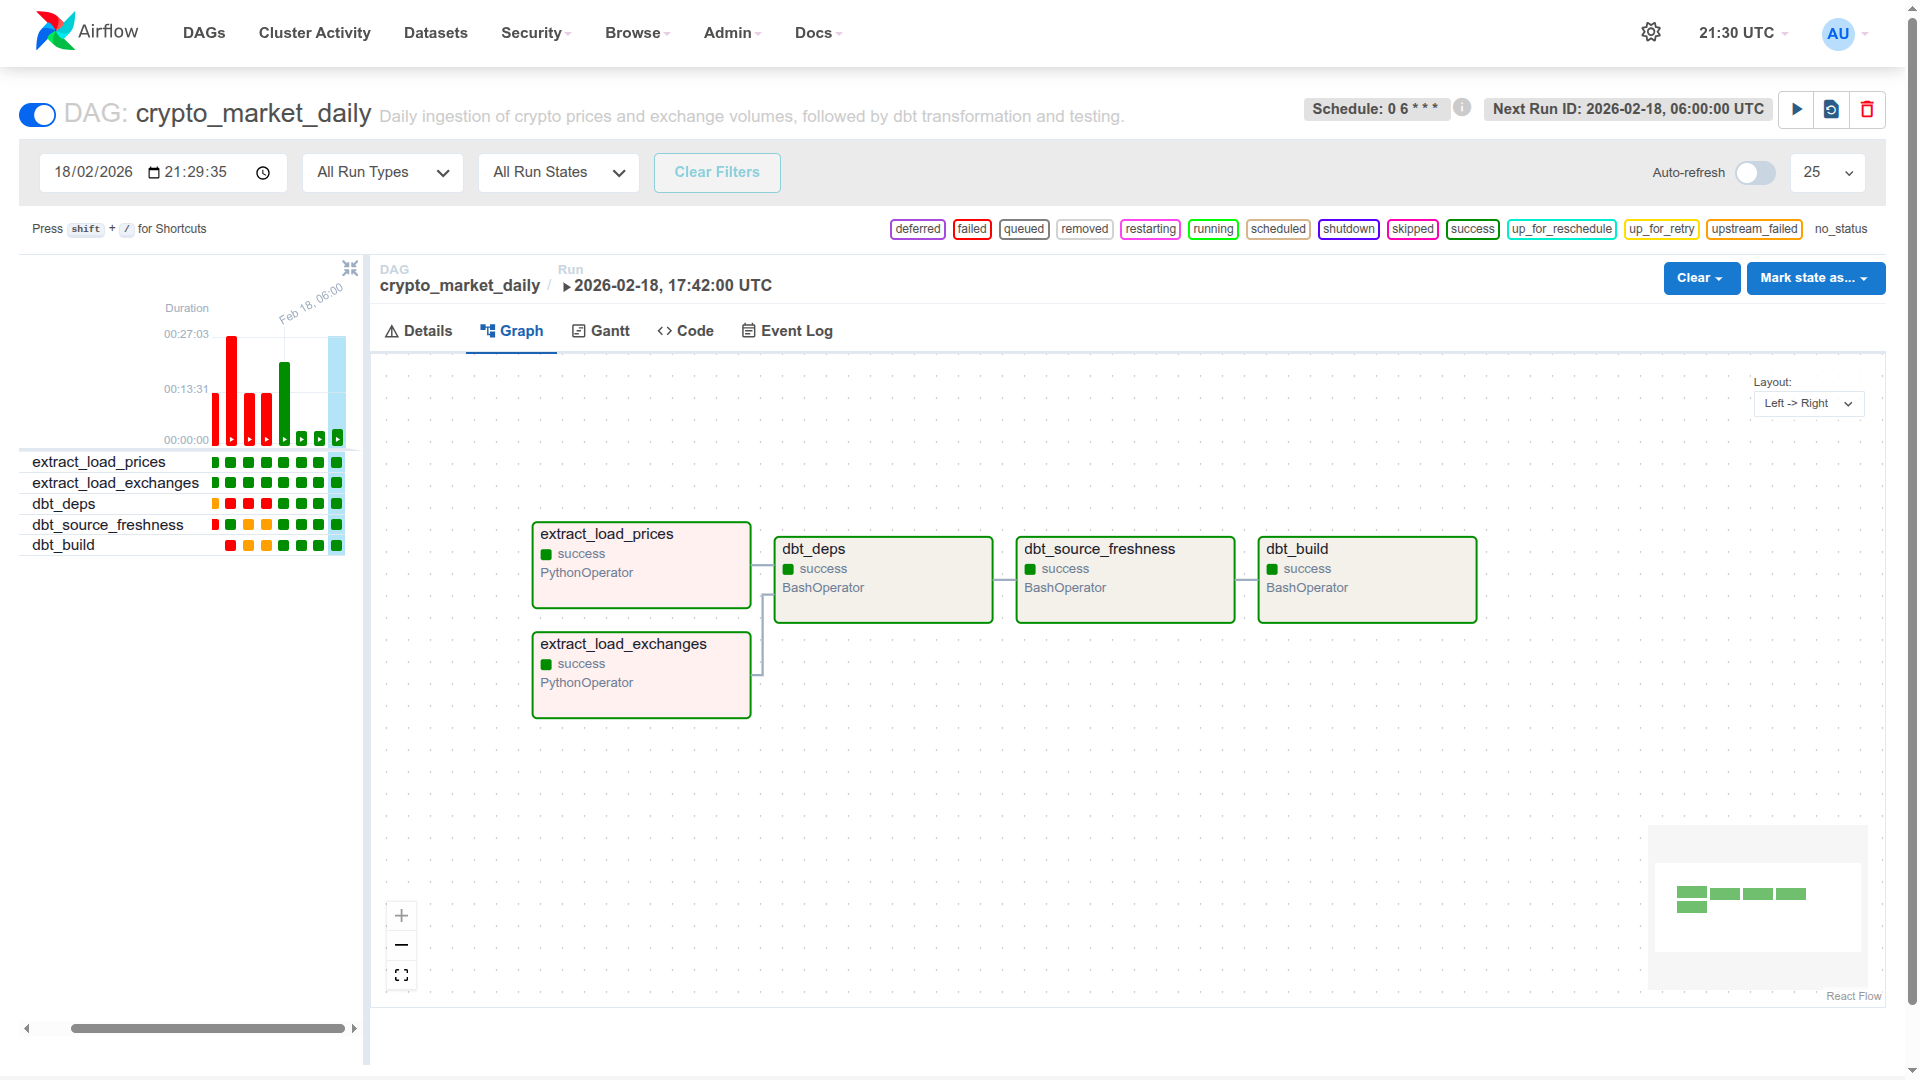 Airflow DAGs Cluster Activity Datasets Security Browse Admin Docs 21:30 UTC AU
DAG: crypto_market_daily Daily ingestion of crypto prices and exchange volumes, followed by dbt transformation and testing. Schedule: 0 6 * * * i Next Run ID: 2026-02-18, 06:00:00 UTC
18/02/2026 21:29:35 All Run Types All Run States Clear Filters Auto-refresh 25
Press shift + / for Shortcuts deferred failed queued removed restarting running scheduled shutdown skipped success up_for_reschedule up_for_retry upstream_failed no_status
Duration
00:27:03
00:13:31
00:00:00
Feb 18, 06:00
extract_load_prices
extract_load_exchanges
dbt_deps
dbt_source_freshness
dbt_build
DAG Run
crypto_market_daily / 2026-02-18, 17:42:00 UTC
Clear Mark state as...
Details Graph Gantt Code Event Log
Layout:
Left -> Right
extract_load_prices
success
PythonOperator
extract_load_exchanges
success
PythonOperator
dbt_deps
success
BashOperator
dbt_source_freshness
success
BashOperator
dbt_build
success
BashOperator
React Flow